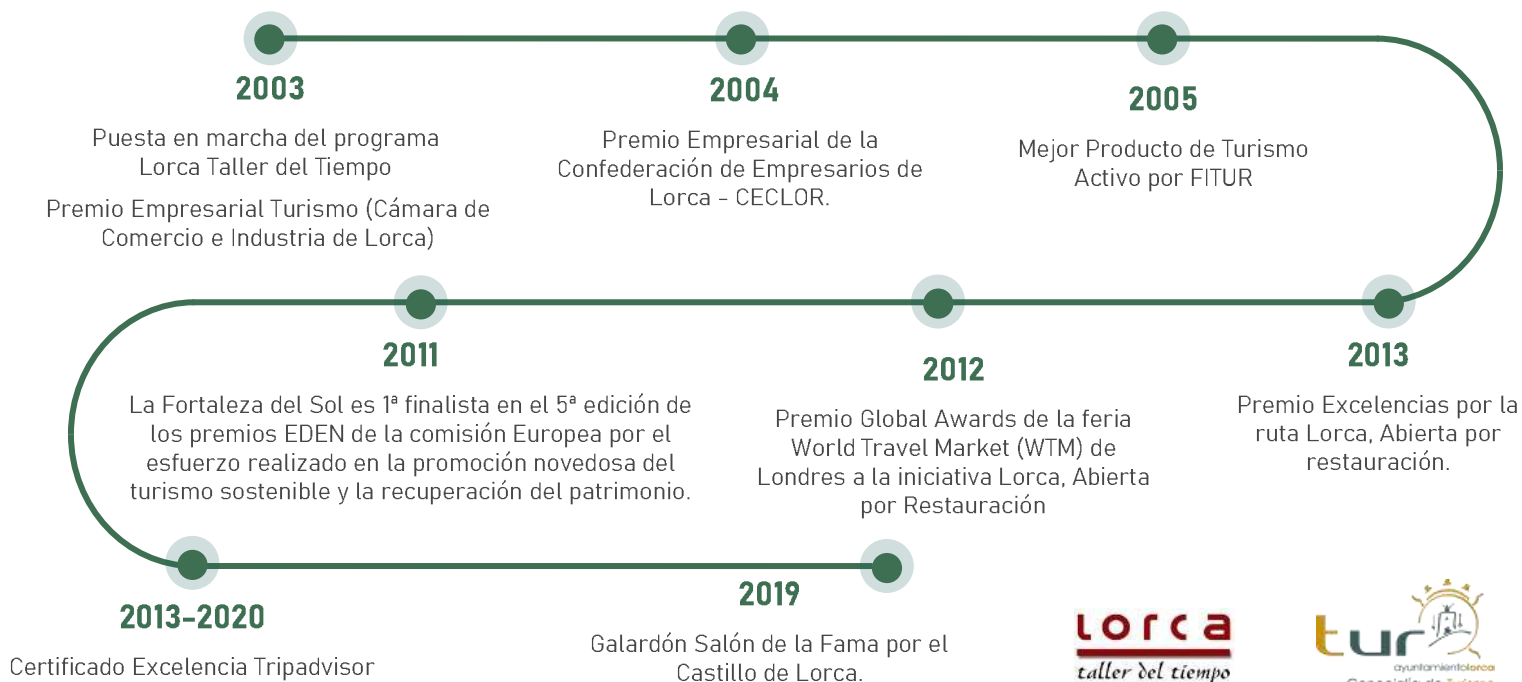 2003
Puesta en marcha del programa
Lorca Taller del Tiempo
Premio Empresarial Turismo (Cámara de
Comercio e Industria de Lorca)
2004
Premio Empresarial de la
Confederación de Empresarios de
Lorca - CECLOR.
2005
Mejor Producto de Turismo
Activo por FITUR
2011
La Fortaleza del Sol es 1ª finalista en el 5ª edición de
los premios EDEN de la comisión Europea por el
esfuerzo realizado en la promoción novedosa del
turismo sostenible y la recuperación del patrimonio.
2012
Premio Global Awards de la feria
World Travel Market (WTM) de
Londres a la iniciativa Lorca, Abierta
por Restauración
2013
Premio Excelencias por la
ruta Lorca, Abierta por
restauración.
2013-2020
Certificado Excelencia Tripadvisor
2019
Galardón Salón de la Fama por el
Castillo de Lorca.
Lorca
taller del tiempo
tur
ayuntamientolorca